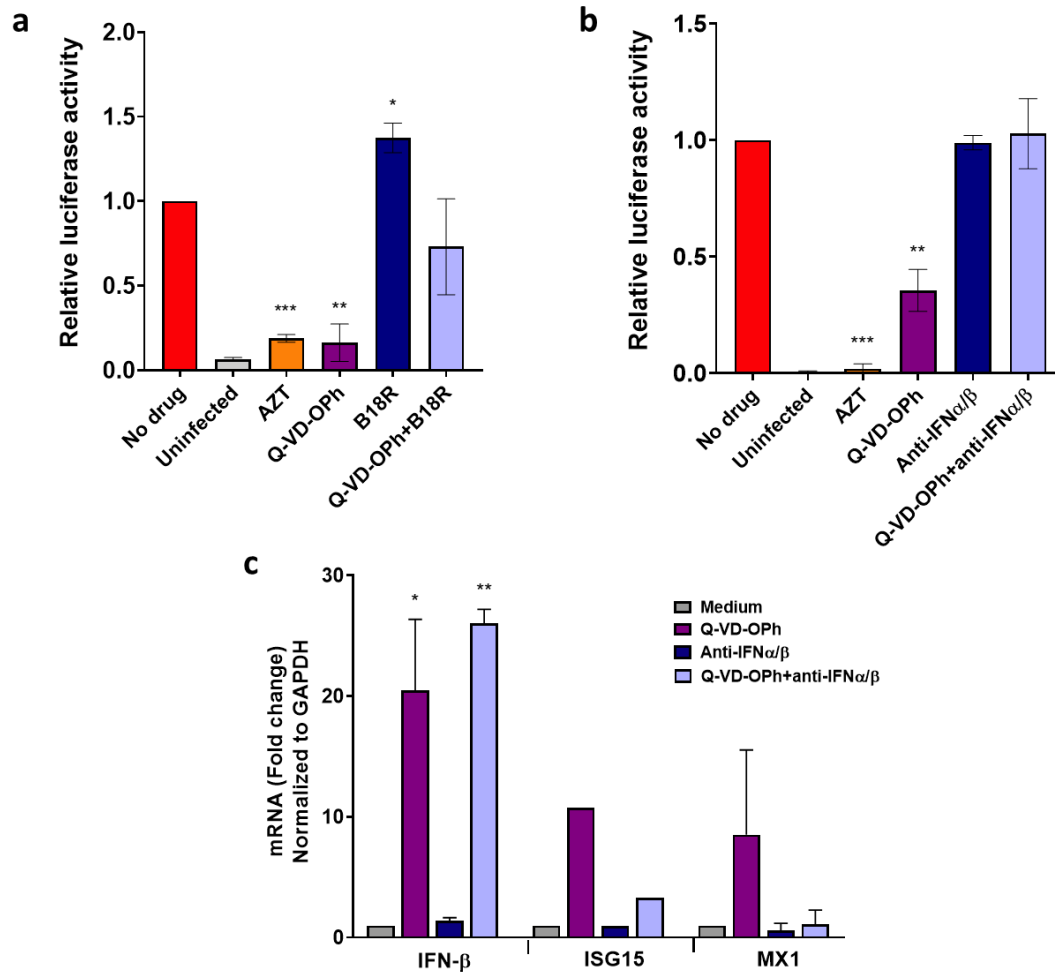 a
Relative luciferase activity
2.0
1.5
1.0
0.5
0.0
***
**
*
No drug
Uninfected
AZT
Q-VD-OPh
B18R
Q-VD-OPh+B18R
b
Relative luciferase activity
1.5
1.0
0.5
0.0
***
**
No drug
Uninfected
AZT
Q-VD-OPh
Anti-IFNα/β
Q-VD-OPh+anti-IFNα/β
c
mRNA (Fold change)
Normalized to GAPDH
30
20
10
0
*
**
IFN-β
ISG15
MX1
Medium
Q-VD-OPh
Anti-IFNα/β
Q-VD-OPh+anti-IFNα/β